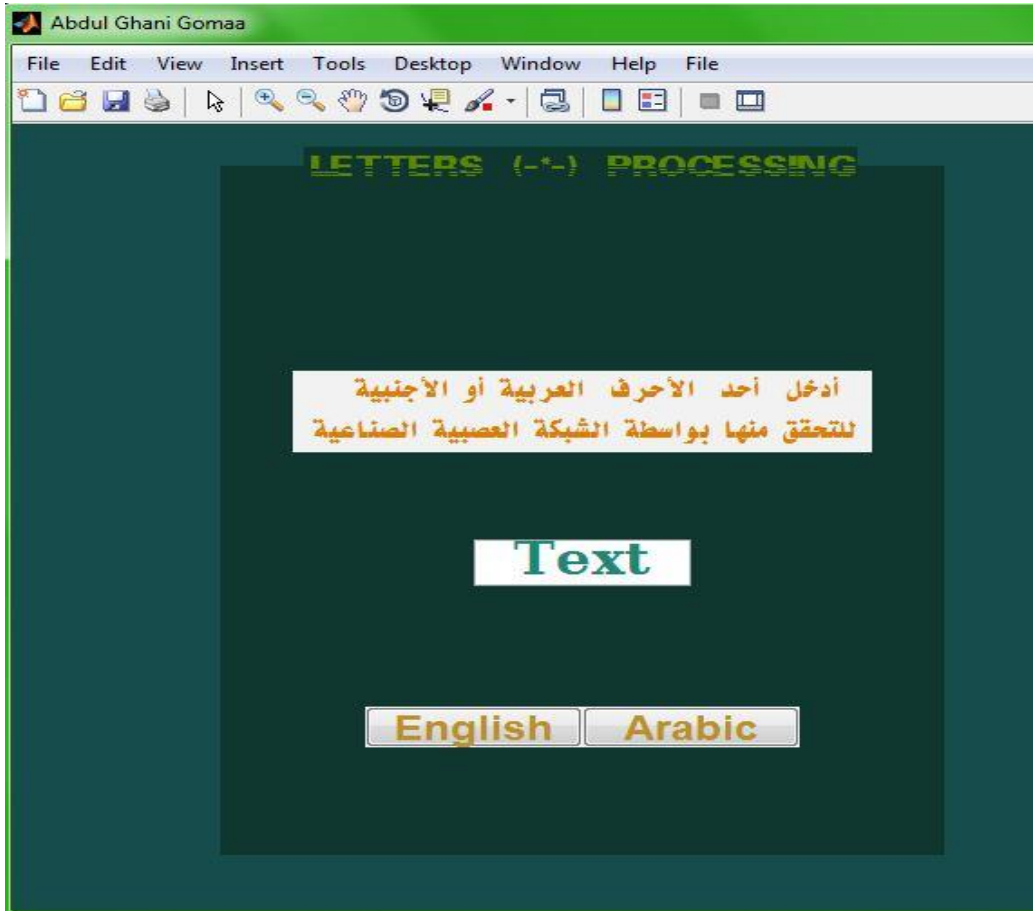 Abdul Ghani Gomaa
File Edit View Insert Tools Desktop Window Help File
LETTERS (-*-) PROCESSING
أدخل أحد الأحرف العربية أو الأجنبية
للتحقق منها بواسطة الشبكة العصبية الصناعية
Text
English Arabic